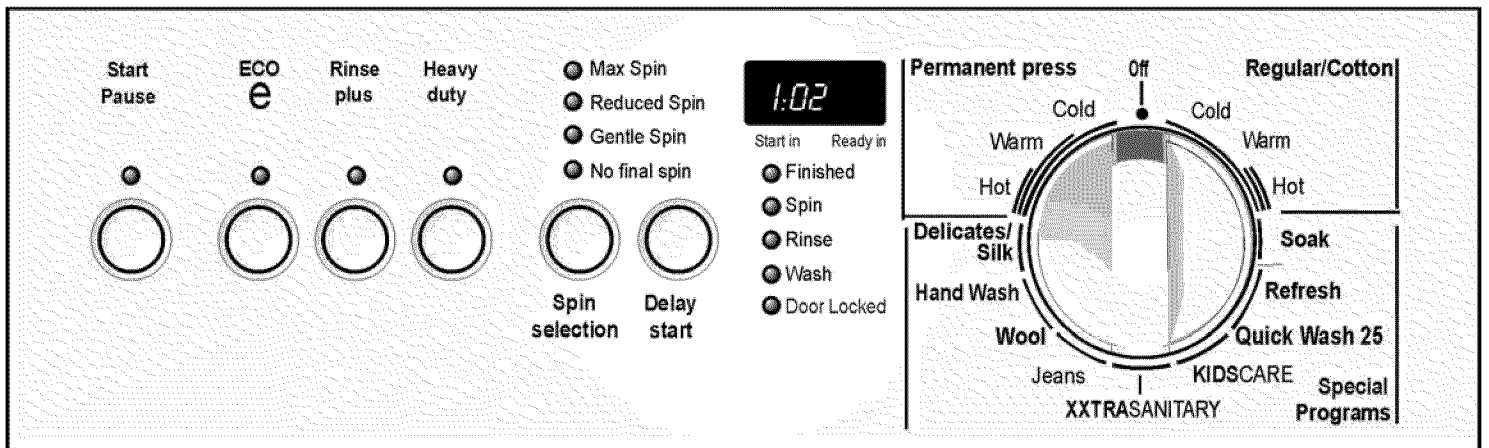 Start
Pause
ECO
e
Rinse
plus
Heavy
duty
Max Spin
Reduced Spin
Gentle Spin
No final spin
Spin
selection
Delay
start
1:02
Start in Ready in
Finished
Spin
Rinse
Wash
Door Locked
Permanent press
Off
Regular/Cotton
Cold
Cold
Warm
Warm
Hot
Hot
Delicates/
Silk
Soak
Hand Wash
Refresh
Wool
Quick Wash 25
Jeans
KIDSCARE
XXTRASANITARY
Special
Programs